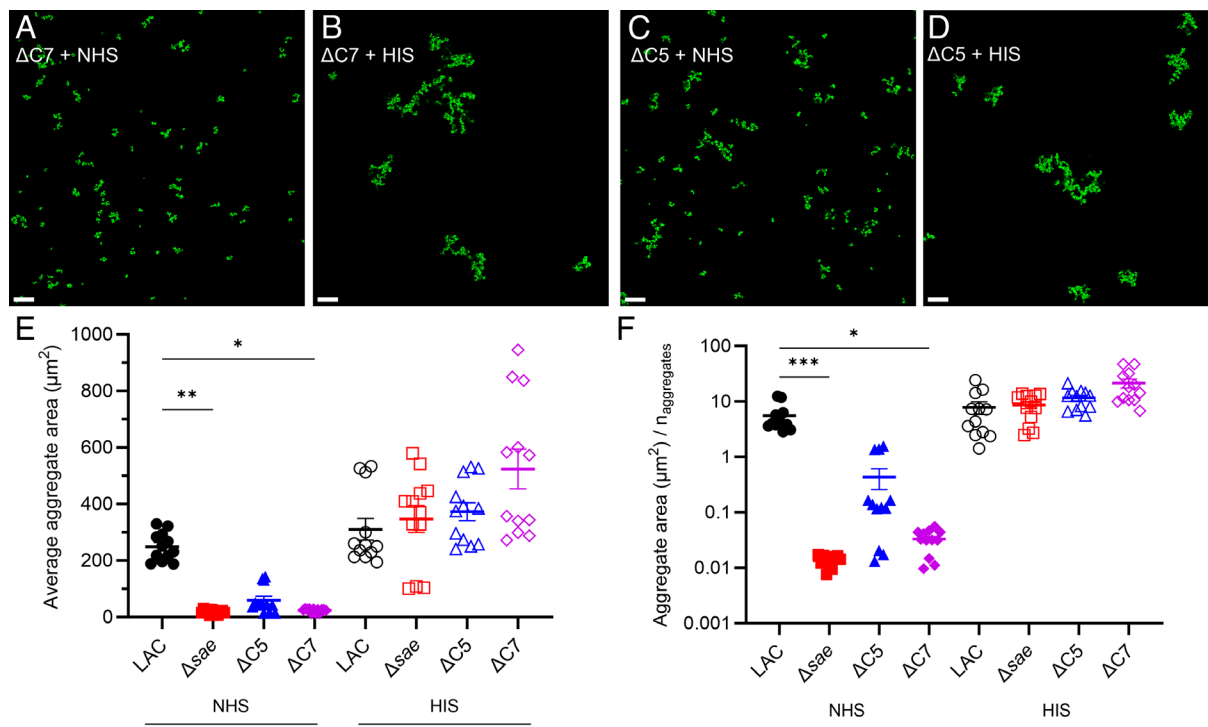 A
ΔC7 + NHS
B
ΔC7 + HIS
C
ΔC5 + NHS
D
ΔC5 + HIS
E
Average aggregate area (µm²)
1000
800
600
400
200
0
*
**
LAC
Δsae
ΔC5
ΔC7
LAC
Δsae
ΔC5
ΔC7
NHS
HIS
F
Aggregate area (µm²) / n_aggregates
100
10
1
0.1
0.01
0.001
*
***
LAC
Δsae
ΔC5
ΔC7
LAC
Δsae
ΔC5
ΔC7
NHS
HIS